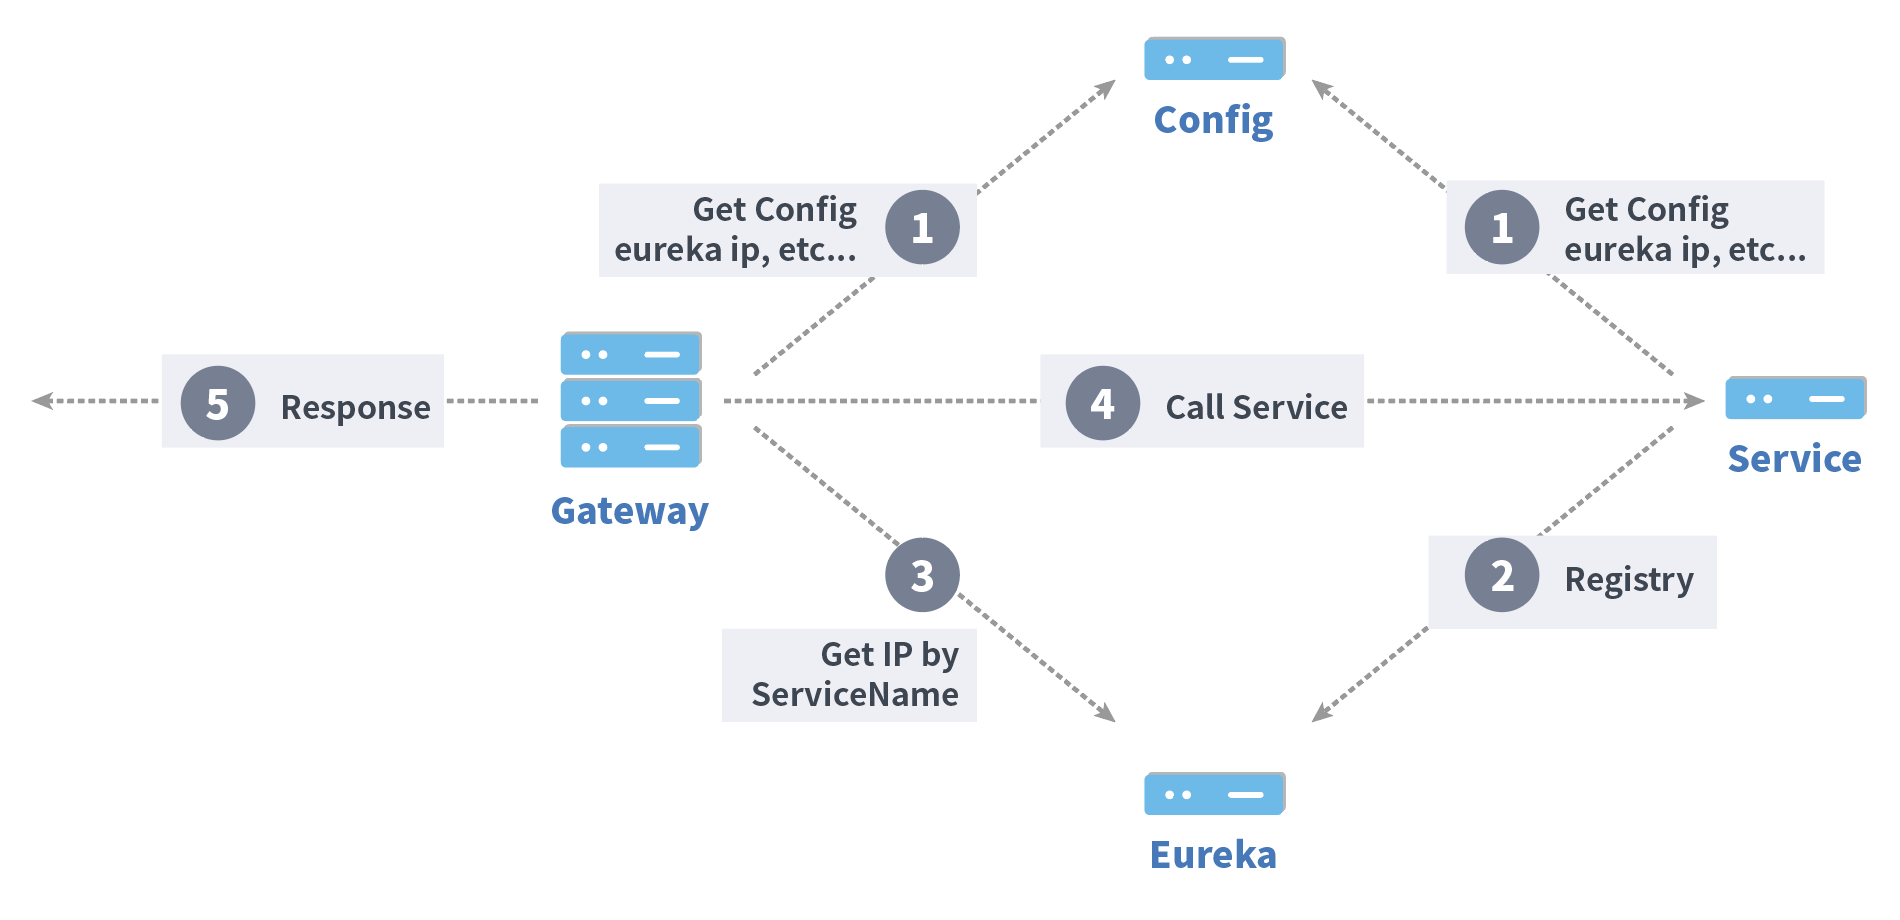 Config
Get Config
eureka ip, etc...
1
1
Get Config
eureka ip, etc...
5
Response
4
Call Service
Service
Gateway
3
Get IP by
ServiceName
2
Registry
Eureka